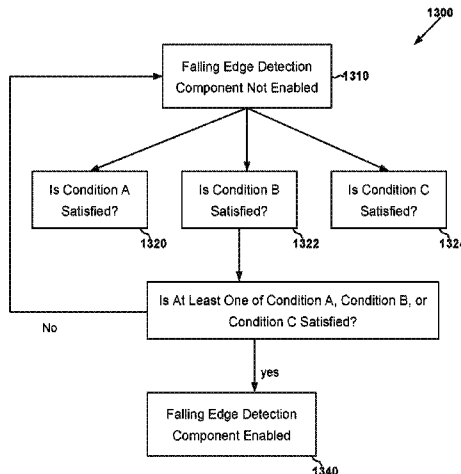 1300
Falling Edge Detection
Component Not Enabled
1310
Is Condition A
Satisfied?
1320
Is Condition B
Satisfied?
1322
Is Condition C
Satisfied?
1324
Is At Least One of Condition A, Condition B, or
Condition C Satisfied?
No
yes
Falling Edge Detection
Component Enabled
1340